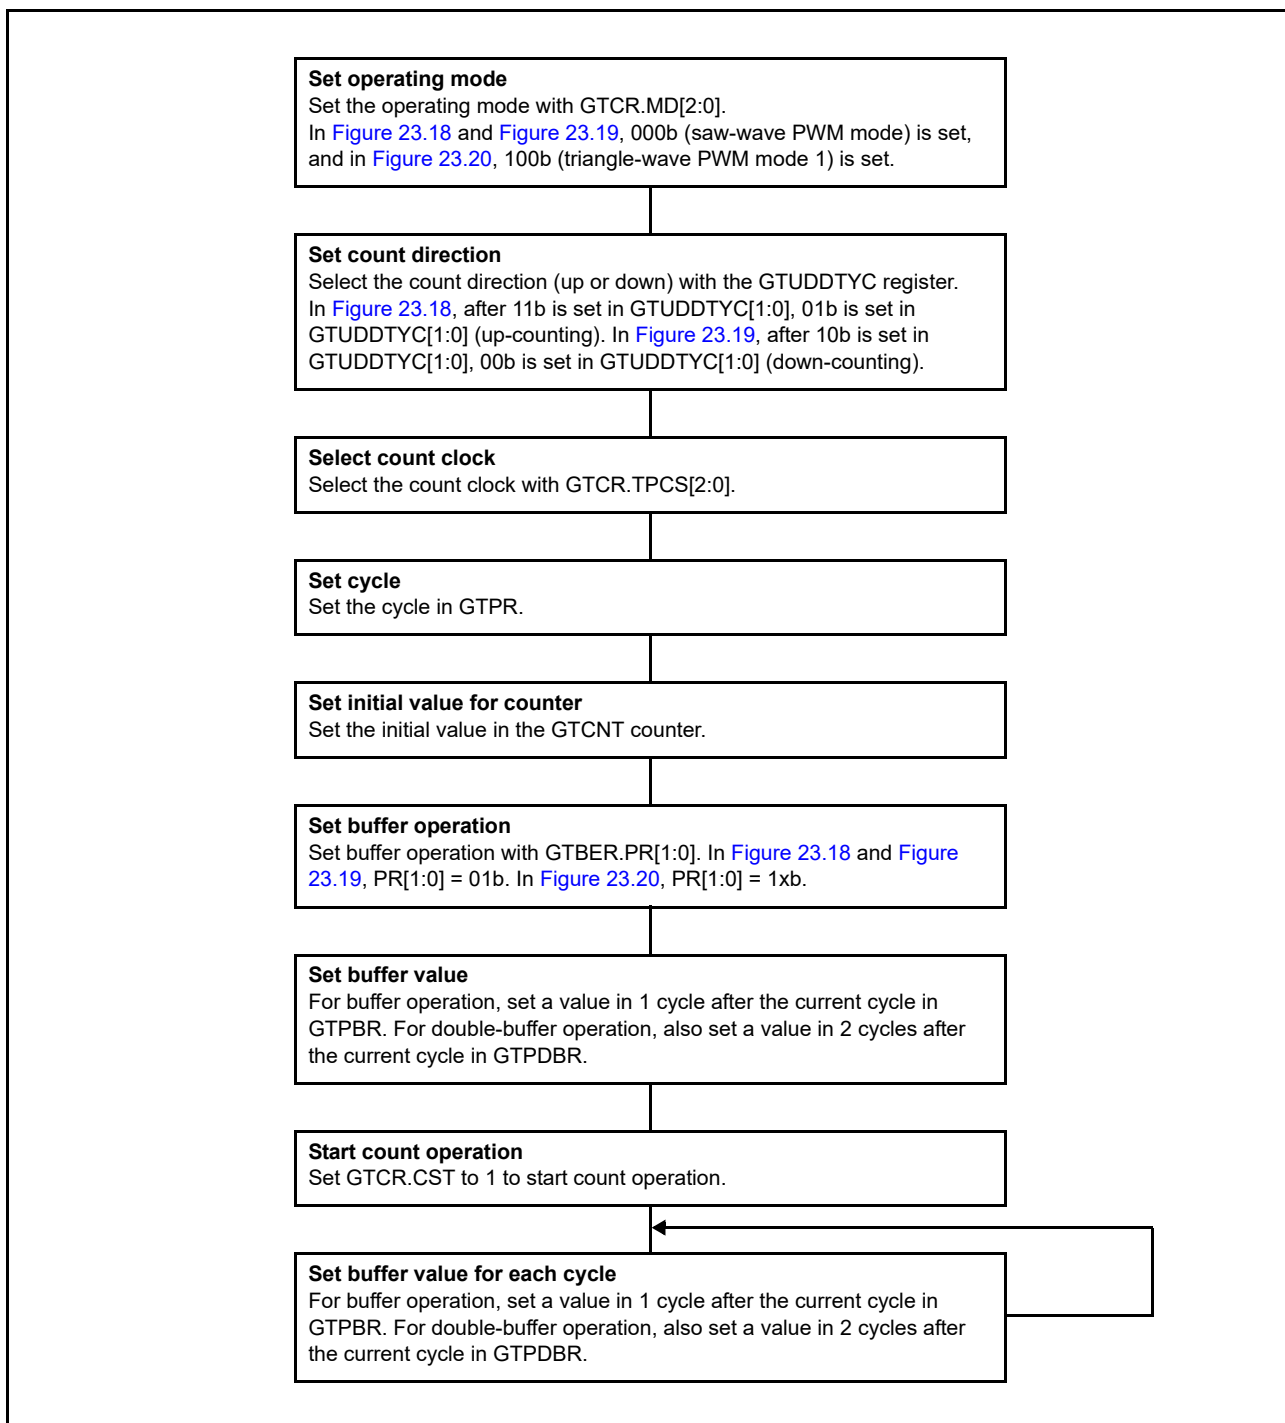 Set operating mode
Set the operating mode with GTCR.MD[2:0].
In Figure 23.18 and Figure 23.19, 000b (saw-wave PWM mode) is set,
and in Figure 23.20, 100b (triangle-wave PWM mode 1) is set.
Set count direction
Select the count direction (up or down) with the GTUDDTYC register.
In Figure 23.18, after 11b is set in GTUDDTYC[1:0], 01b is set in
GTUDDTYC[1:0] (up-counting). In Figure 23.19, after 10b is set in
GTUDDTYC[1:0], 00b is set in GTUDDTYC[1:0] (down-counting).
Select count clock
Select the count clock with GTCR.TPCS[2:0].
Set cycle
Set the cycle in GTPR.
Set initial value for counter
Set the initial value in the GTCNT counter.
Set buffer operation
Set buffer operation with GTBER.PR[1:0]. In Figure 23.18 and Figure
23.19, PR[1:0] = 01b. In Figure 23.20, PR[1:0] = 1xb.
Set buffer value
For buffer operation, set a value in 1 cycle after the current cycle in
GTPBR. For double-buffer operation, also set a value in 2 cycles after
the current cycle in GTPDBR.
Start count operation
Set GTCR.CST to 1 to start count operation.
Set buffer value for each cycle
For buffer operation, set a value in 1 cycle after the current cycle in
GTPBR. For double-buffer operation, also set a value in 2 cycles after
the current cycle in GTPDBR.